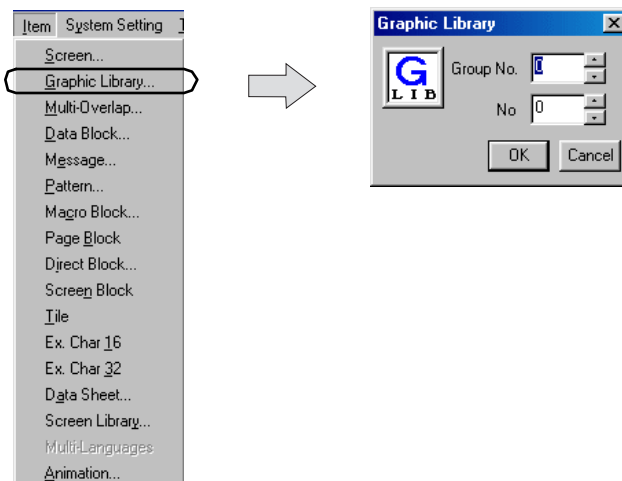 Item System Setting
Screen...
Graphic Library...
Multi-Overlap...
Data Block...
Message...
Pattern...
Macro Block...
Page Block
Direct Block...
Screen Block
Tile
Ex. Char 16
Ex. Char 32
Data Sheet...
Screen Library...
Multi-Languages
Animation...
Graphic Library
G
LIB
Group No. 0
No 0
OK Cancel